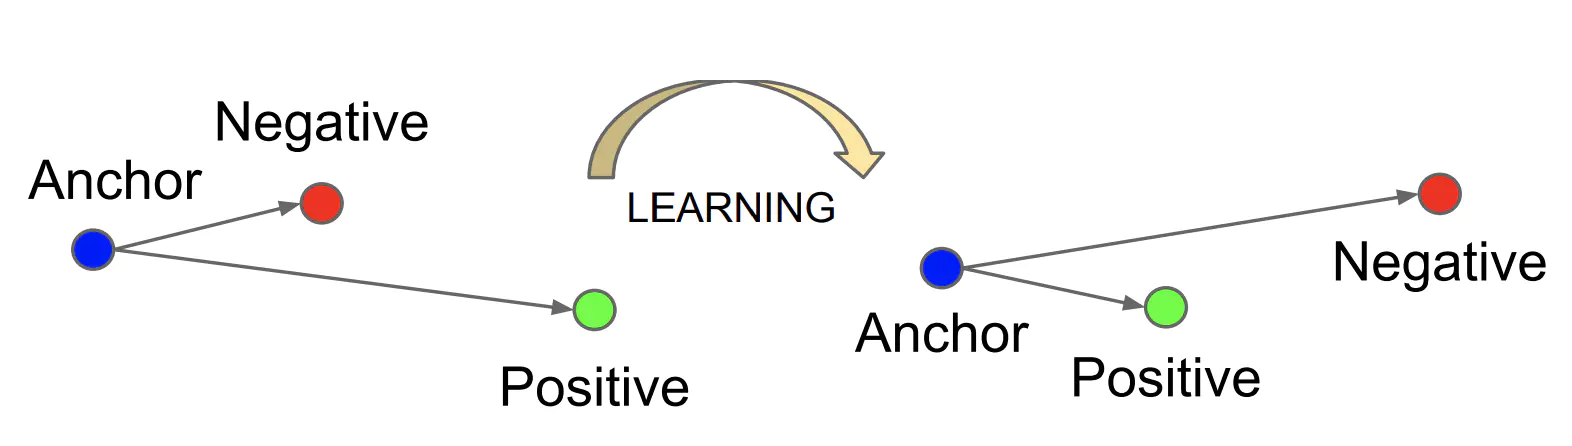 Negative
Anchor
Positive
LEARNING
Negative
Anchor
Positive